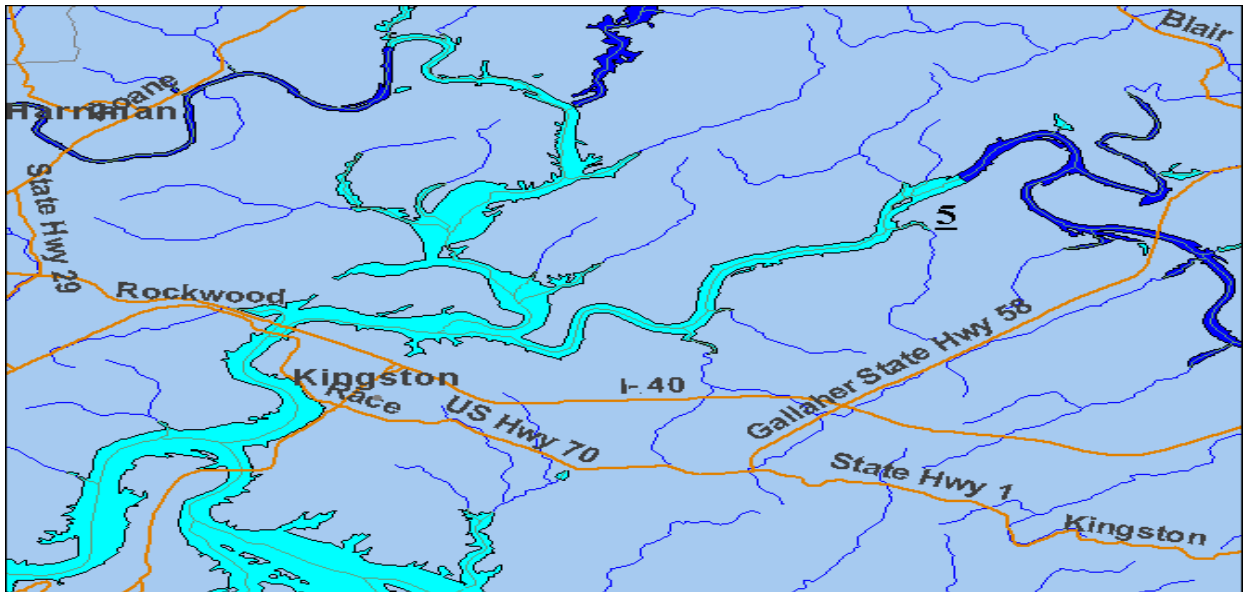 Blair
Roane
Harriman
State Hwy 29
5
Rockwood
Gallaher State Hwy 58
Kingston
I- 40
Race
US Hwy 70
State Hwy 1
Kingston